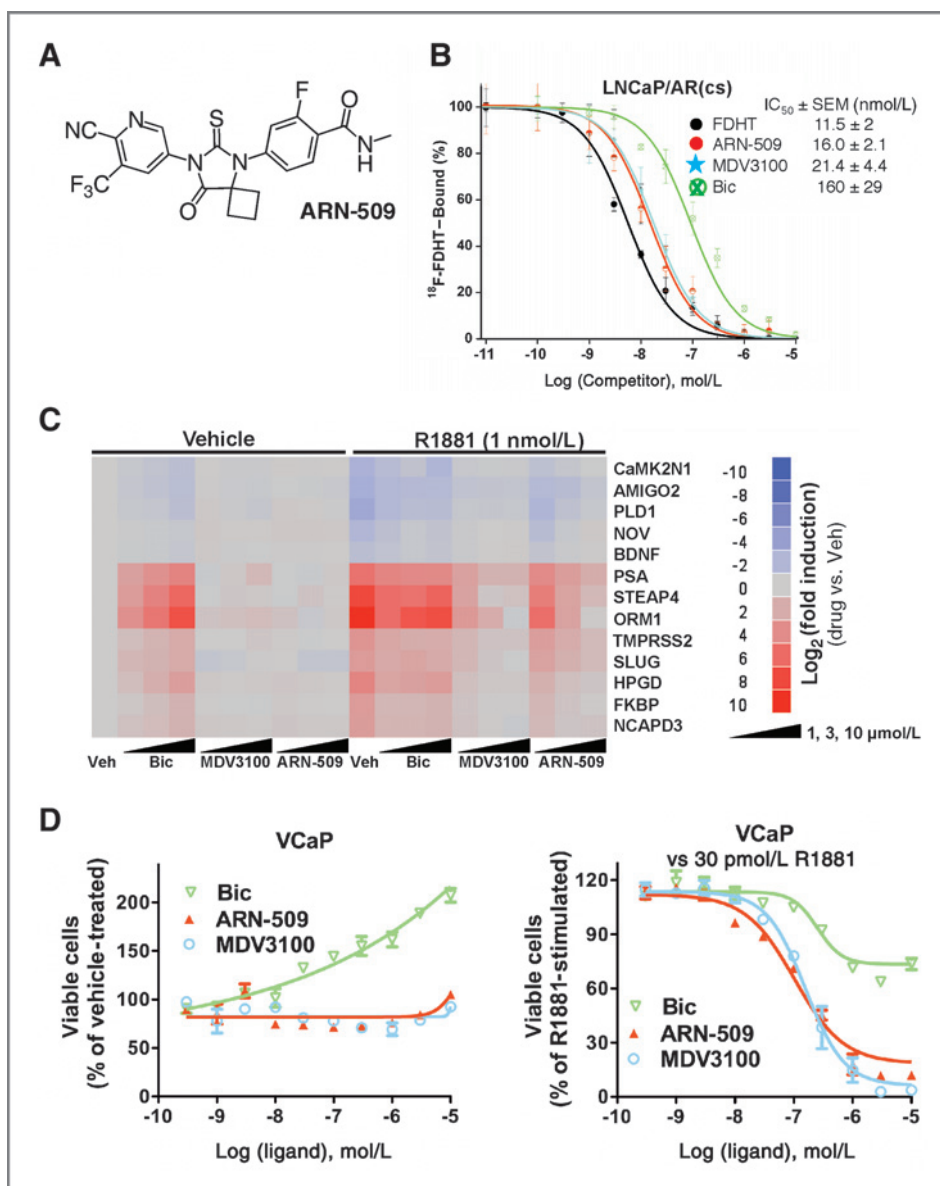 A
NC
N
F₃C
S
N
N
O
F
O
N
H
ARN-509
B
LNCaP/AR(cs)
IC₅₀ ± SEM (nmol/L)
FDHT 11.5 ± 2
ARN-509 16.0 ± 2.1
MDV3100 21.4 ± 4.4
Bic 160 ± 29
¹⁸F-FDHT–Bound (%)
100
80
60
40
20
0
-11 -10 -9 -8 -7 -6 -5
Log (Competitor), mol/L
C
Vehicle R1881 (1 nmol/L)
CaMK2N1
AMIGO2
PLD1
NOV
BDNF
PSA
STEAP4
ORM1
TMPRSS2
SLUG
HPGD
FKBP
NCAPD3
-10
-8
-6
-4
-2
0
2
4
6
8
10
Log₂ (fold induction)
(drug vs. Veh)
1, 3, 10 µmol/L
Veh Bic MDV3100 ARN-509 Veh Bic MDV3100 ARN-509
D
VCaP
Bic
ARN-509
MDV3100
Viable cells
(% of vehicle-treated)
200
150
100
50
0
-10 -9 -8 -7 -6 -5
Log (ligand), mol/L
VCaP
vs 30 pmol/L R1881
Viable cells
(% of R1881-stimulated)
120
90
60
30
0
Bic
ARN-509
MDV3100
-10 -9 -8 -7 -6 -5
Log (ligand), mol/L